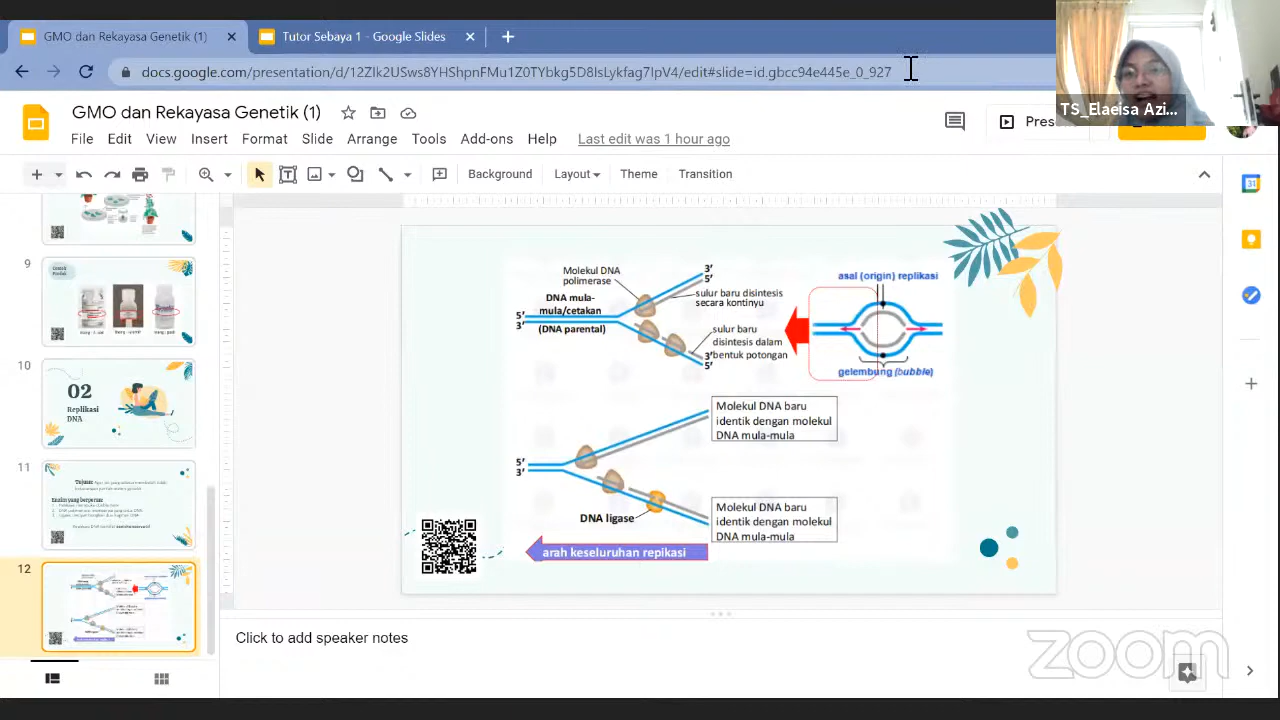 GMO dan Rekayasa Genetik (1)
Tutor Sebaya 1 - Google Slides
docs.google.com/presentation/d/12ZIk2USws8YHShpnFMu1Z0TYbkg5D8IsLykfag7IpV4/edit#slide=id.gbcc94e445e_0_927
TS_Elaeisa Azi...
GMO dan Rekayasa Genetik (1)
File Edit View Insert Format Slide Arrange Tools Add-ons Help Last edit was 1 hour ago
Background Layout Theme Transition
31
9
10
02
Replikasi
DNA
11
12
Molekul DNA
polimerase
3’
5’
DNA mula-
mula/cetakan
(DNA parental)
5’
3’
sulur baru disintesis
secara kontinyu
sulur baru
disintesis dalam
bentuk potongan
3’
5’
asal (origin) replikasi
gelembung (bubble)
Molekul DNA baru
identik dengan molekul
DNA mula-mula
5’
3’
DNA ligase
Molekul DNA baru
identik dengan molekul
DNA mula-mula
arah keseluruhan repikasi
Click to add speaker notes
zoom